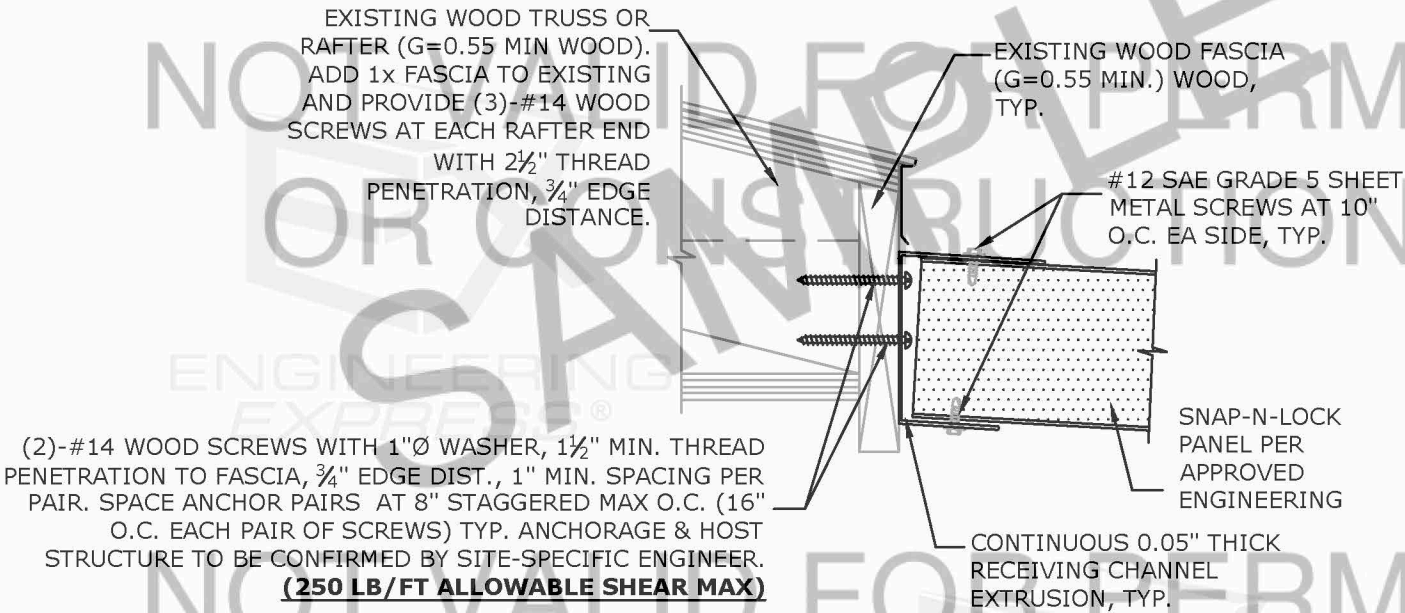 EXISTING WOOD TRUSS OR
RAFTER (G=0.55 MIN WOOD).
ADD 1x FASCIA TO EXISTING
AND PROVIDE (3)-#14 WOOD
SCREWS AT EACH RAFTER END
WITH 2½" THREAD
PENETRATION, ¾" EDGE
DISTANCE.
EXISTING WOOD FASCIA
(G=0.55 MIN.) WOOD,
TYP.
#12 SAE GRADE 5 SHEET
METAL SCREWS AT 10"
O.C. EA SIDE, TYP.
(2)-#14 WOOD SCREWS WITH 1"Ø WASHER, 1½" MIN. THREAD
PENETRATION TO FASCIA, ¾" EDGE DIST., 1" MIN. SPACING PER
PAIR. SPACE ANCHOR PAIRS AT 8" STAGGERED MAX O.C. (16"
O.C. EACH PAIR OF SCREWS) TYP. ANCHORAGE & HOST
STRUCTURE TO BE CONFIRMED BY SITE-SPECIFIC ENGINEER.
(250 LB/FT ALLOWABLE SHEAR MAX)
SNAP-N-LOCK
PANEL PER
APPROVED
ENGINEERING
CONTINUOUS 0.05" THICK
RECEIVING CHANNEL
EXTRUSION, TYP.
NOT VALID FOR PERM
OR CONSTRUCTION
SAMPLE
ENGINEERING
EXPRESS®
NOT VALID FOR PERM